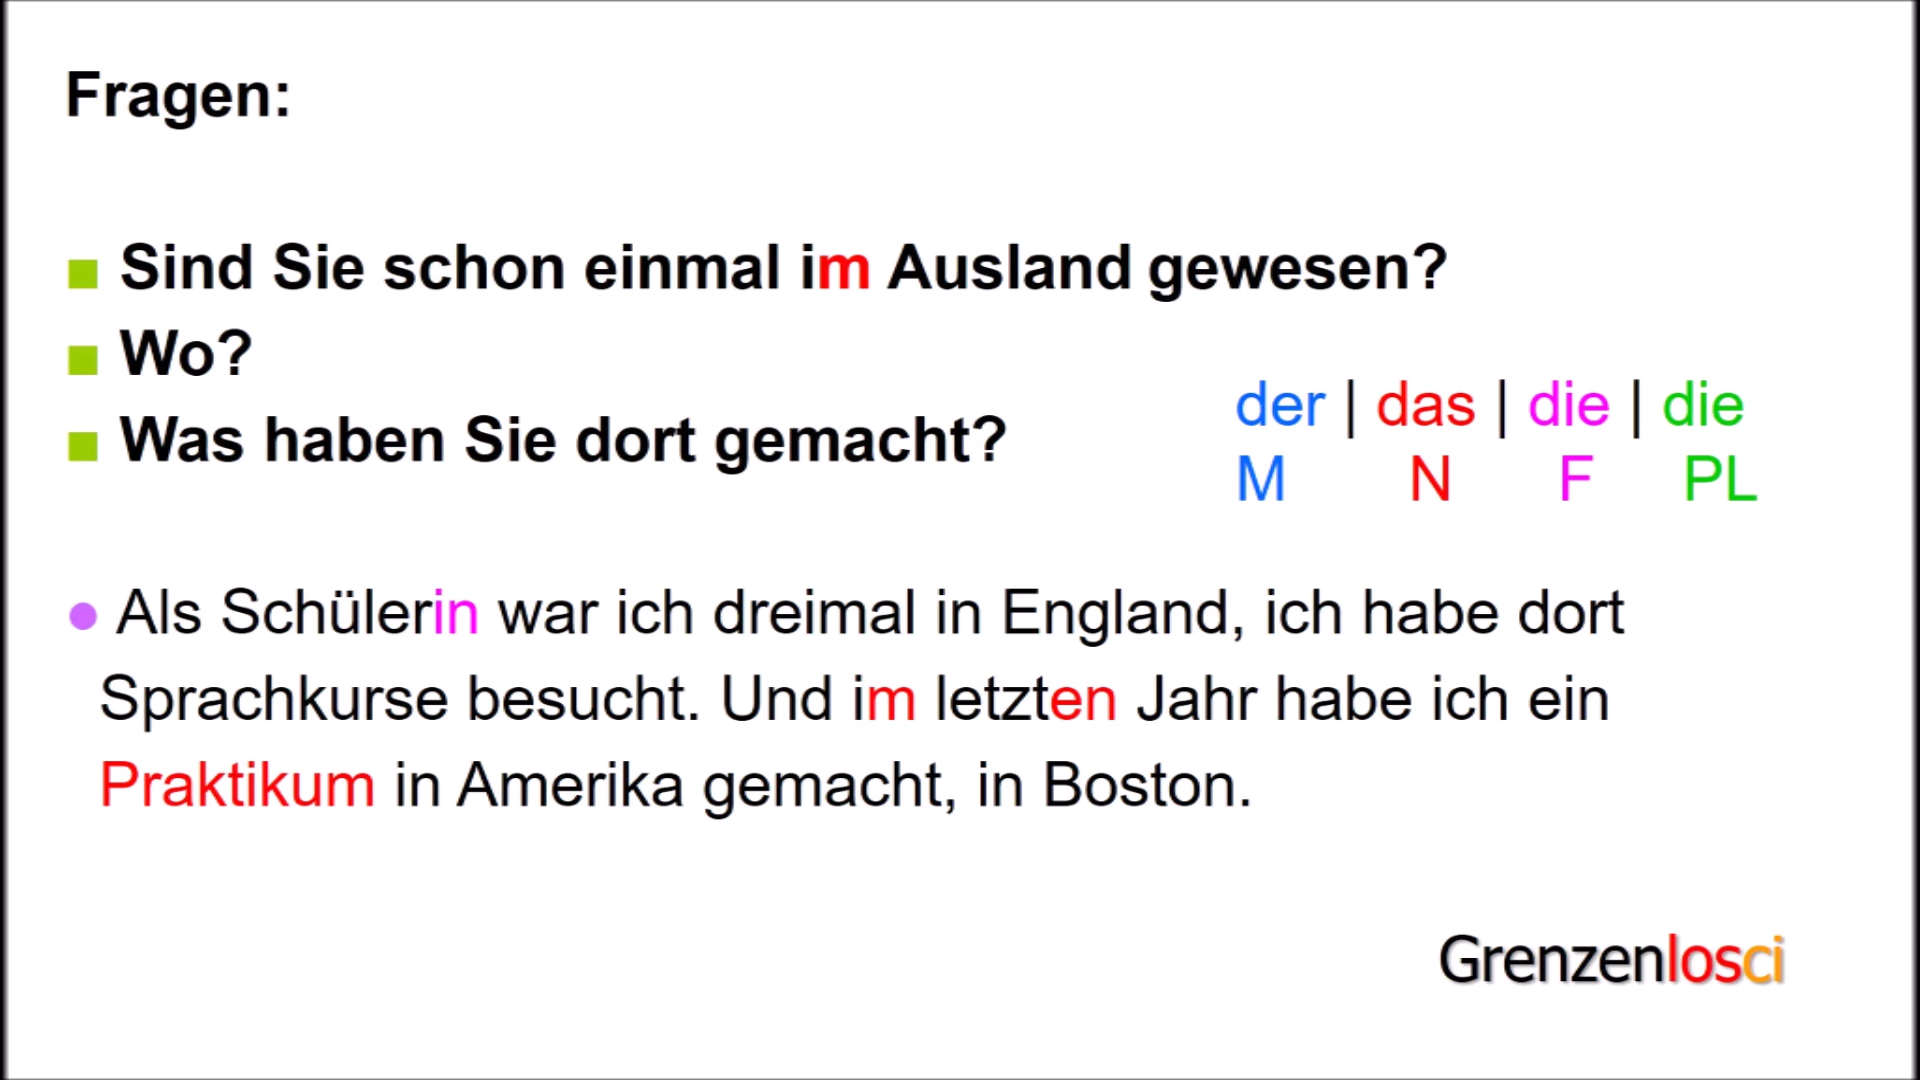 Fragen:
Sind Sie schon einmal im Ausland gewesen?
Wo?
Was haben Sie dort gemacht?
der | das | die | die
M N F PL
Als Schülerin war ich dreimal in England, ich habe dort
Sprachkurse besucht. Und im letzten Jahr habe ich ein
Praktikum in Amerika gemacht, in Boston.
Grenzenlosci